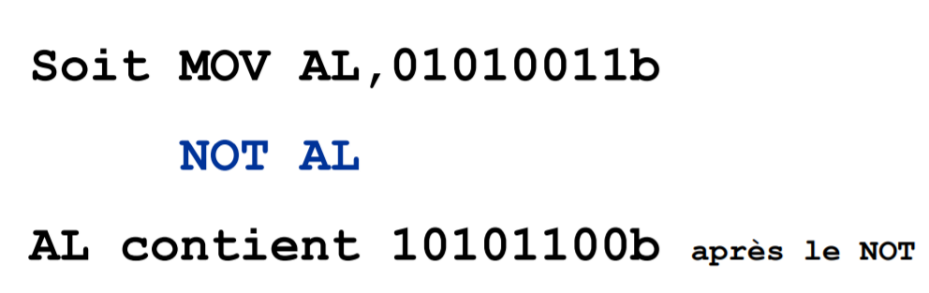 Soit MOV AL,01010011b
NOT AL
AL contient 10101100b après le NOT